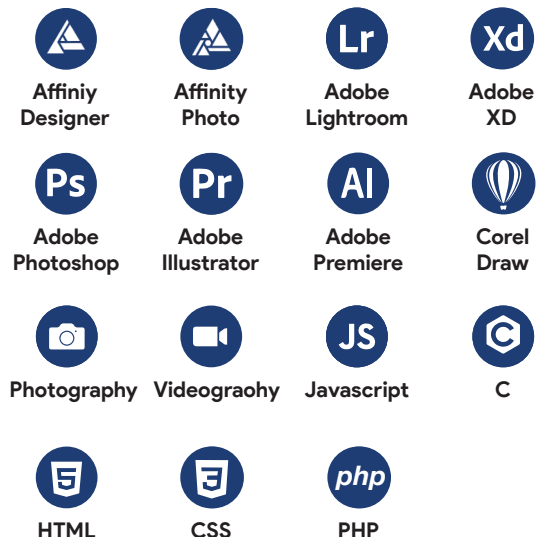 Lr
Xd
Affiniy
Designer
Affinity
Photo
Adobe
Lightroom
Adobe
XD
Ps
Pr
AI
Adobe
Photoshop
Adobe
Illustrator
Adobe
Premiere
Corel
Draw
JS
C
Photography
Videograohy
Javascript
C
5
3
php
HTML
CSS
PHP